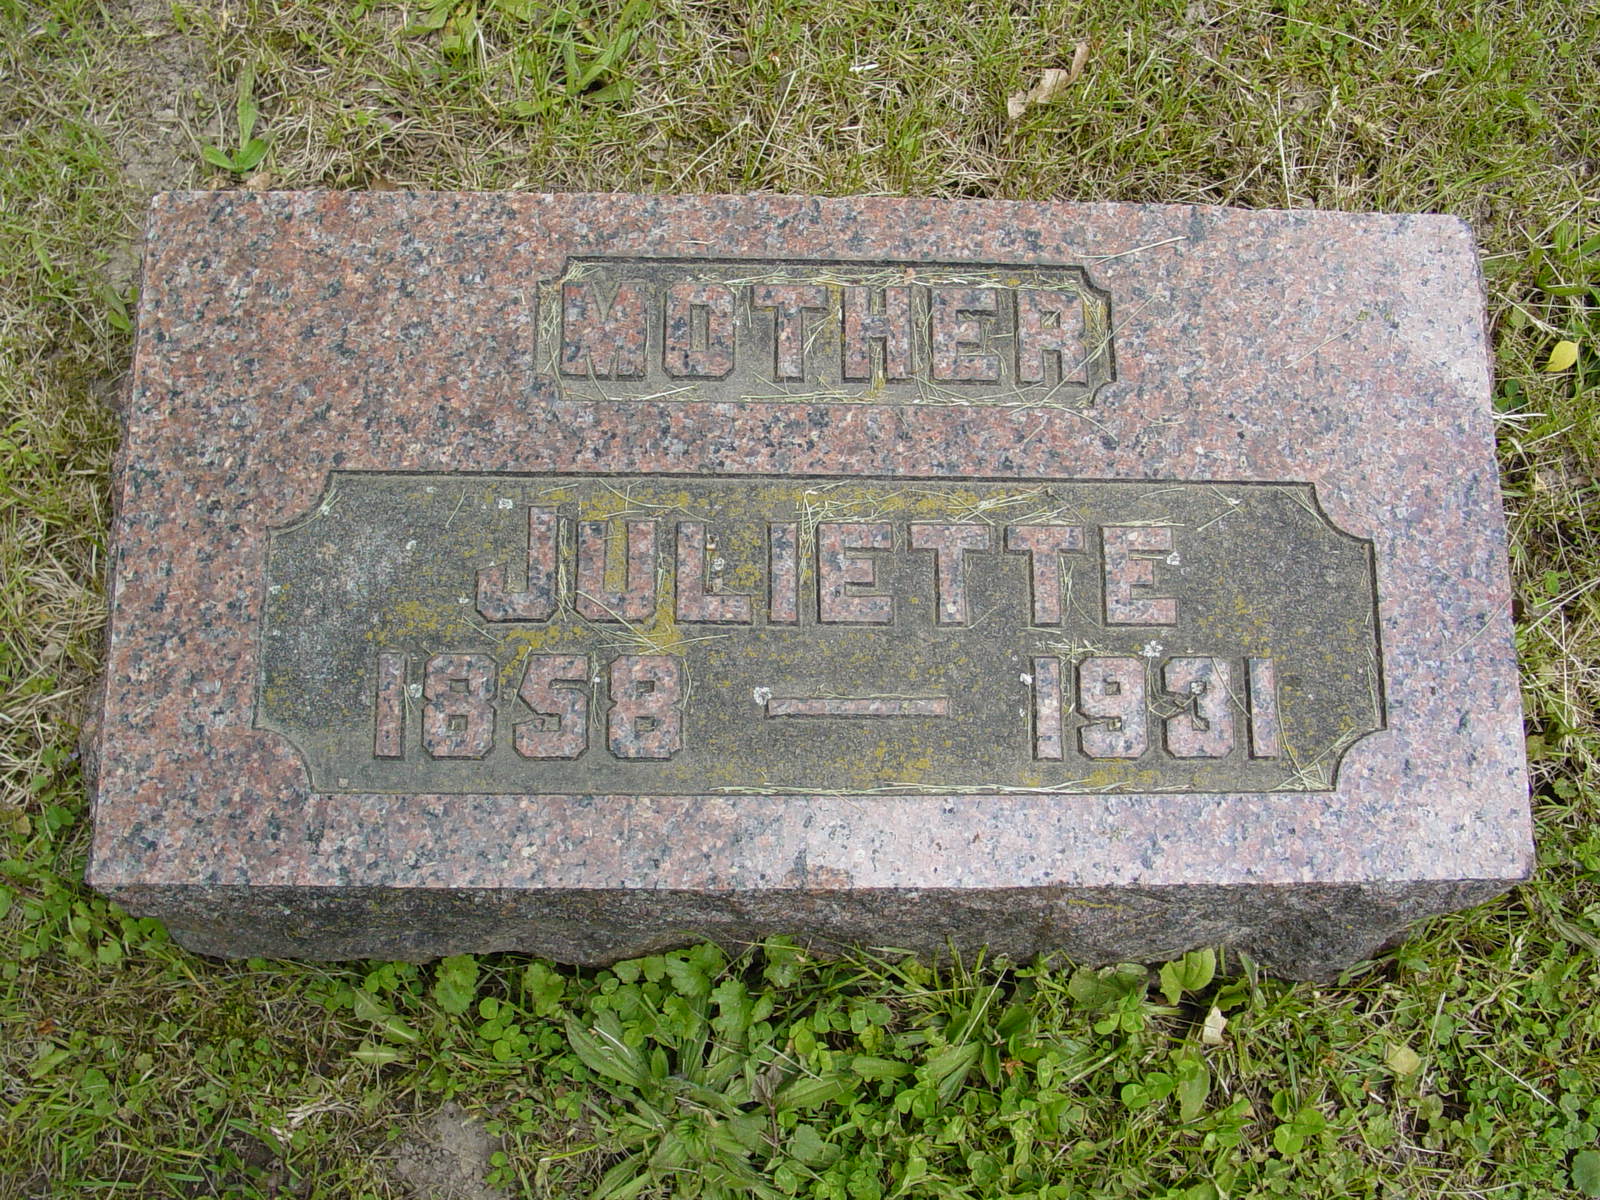 MOTHER
JULIETTE
1858 — 1931